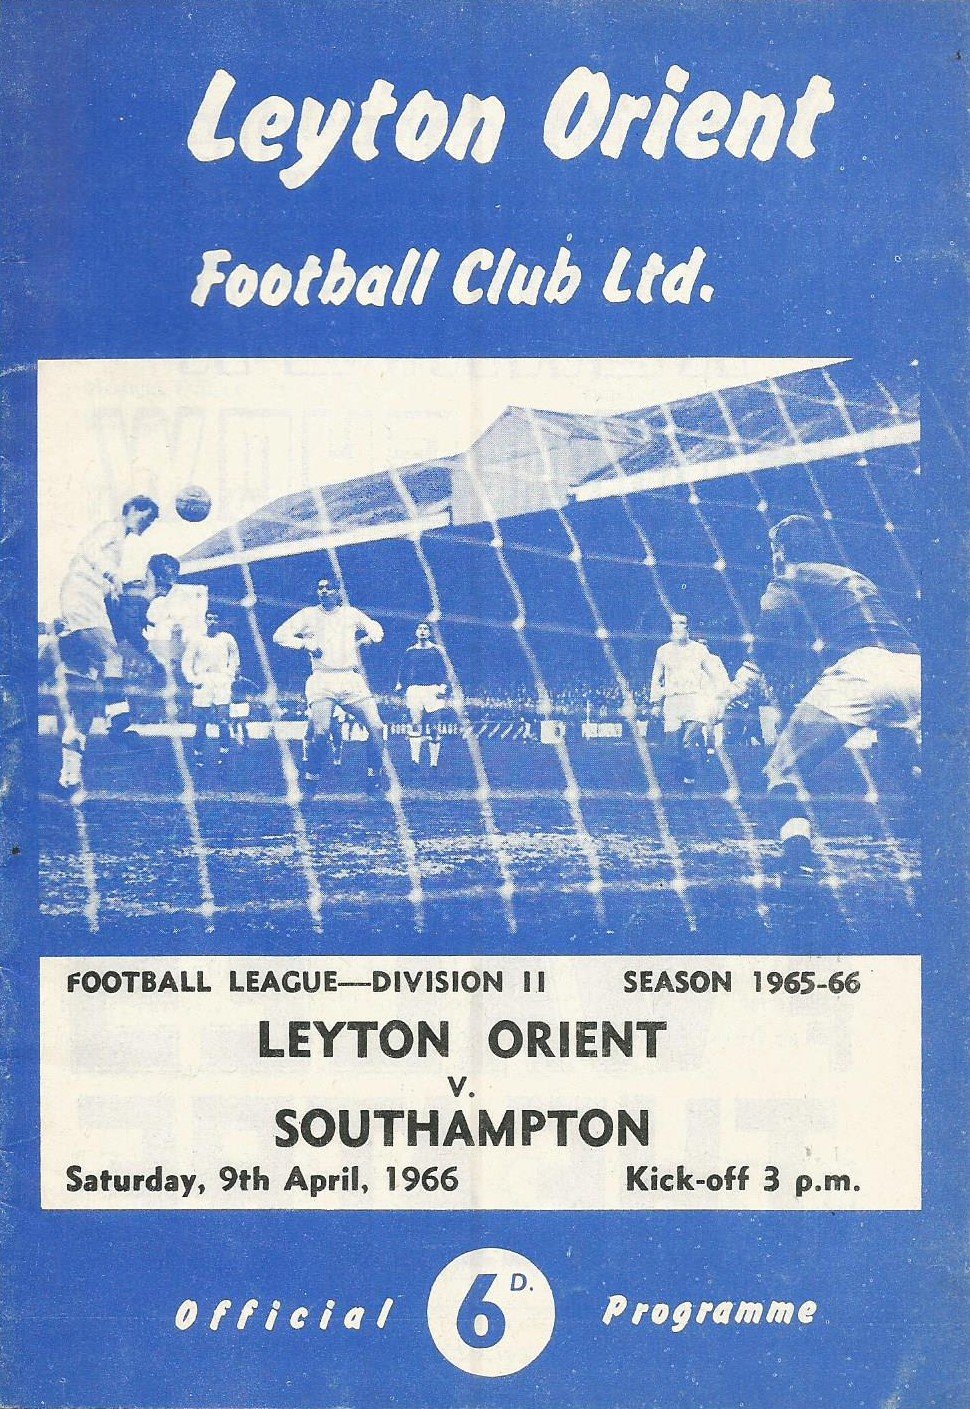 Leyton Orient
Football Club Ltd.
FOOTBALL LEAGUE—DIVISION II SEASON 1965-66
LEYTON ORIENT
V.
SOUTHAMPTON
Saturday, 9th April, 1966 Kick-off 3 p.m.
Official 6D. Programme